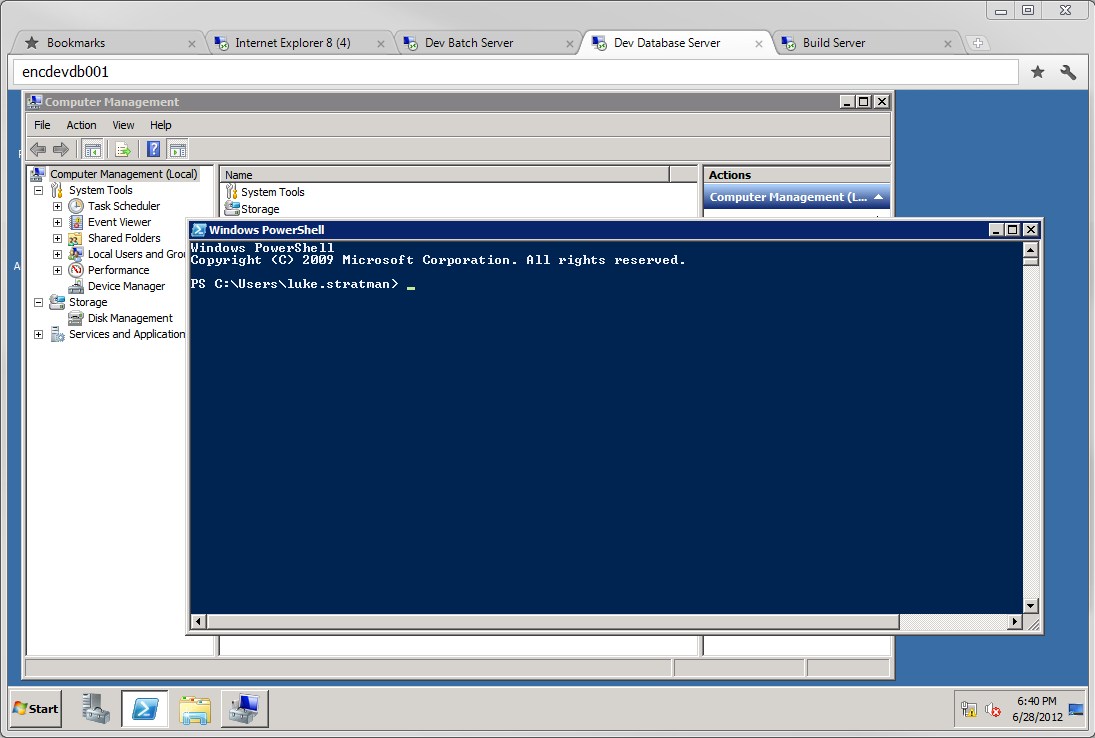 Bookmarks
Internet Explorer 8 (4)
Dev Batch Server
Dev Database Server
Build Server
encdevdb001
Computer Management
File Action View Help
Computer Management (Local)
System Tools
Task Scheduler
Event Viewer
Shared Folders
Local Users and Grou
Performance
Device Manager
Storage
Disk Management
Services and Application
Name
System Tools
Storage
Actions
Computer Management (L...
Windows PowerShell
Windows PowerShell
Copyright (C) 2009 Microsoft Corporation. All rights reserved.
PS C:\Users\luke.stratman> _
Start
6:40 PM
6/28/2012